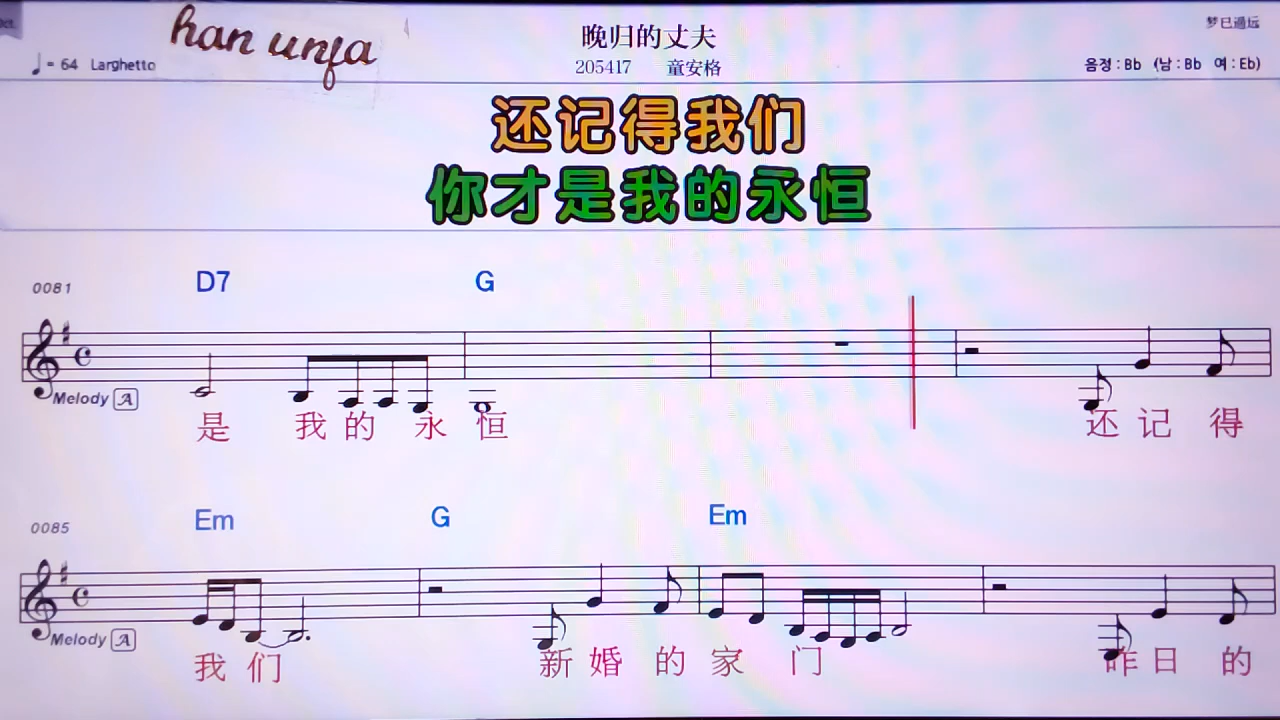 han unfa
晚归的丈夫
梦已遥远
♩= 64 Larghetto
205417 童安格
음정 : Bb (남 : Bb 여 : Eb)
还记得我们
你才是我的永恒
0081
D7 G
Melody A
是 我 的 永 恒 还 记 得
0085
Em G Em
Melody A
我 们 新 婚 的 家 门 昨 日 的